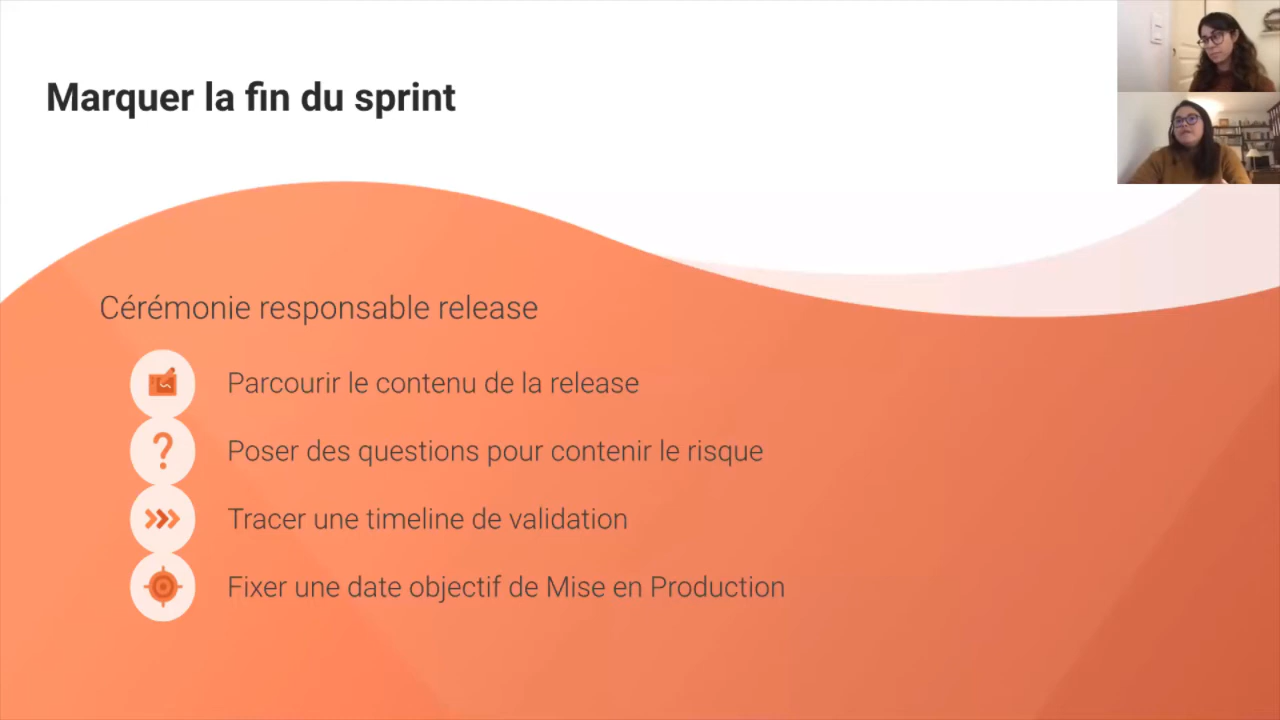 Marquer la fin du sprint
Cérémonie responsable release
Parcourir le contenu de la release
Poser des questions pour contenir le risque
Tracer une timeline de validation
Fixer une date objectif de Mise en Production